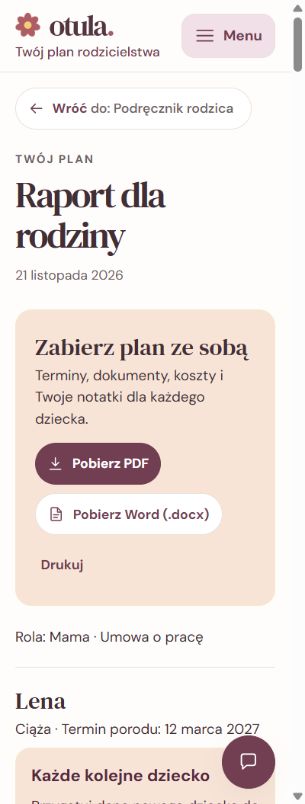 otula.
Twój plan rodzicielstwa
Menu
Wróć do: Podręcznik rodzica
TWÓJ PLAN
Raport dla
rodziny
21 listopada 2026
Zabierz plan ze sobą
Terminy, dokumenty, koszty i
Twoje notatki dla każdego
dziecka.
Pobierz PDF
Pobierz Word (.docx)
Drukuj
Rola: Mama · Umowa o pracę
Lena
Ciąża · Termin porodu: 12 marca 2027
Każde kolejne dziecko